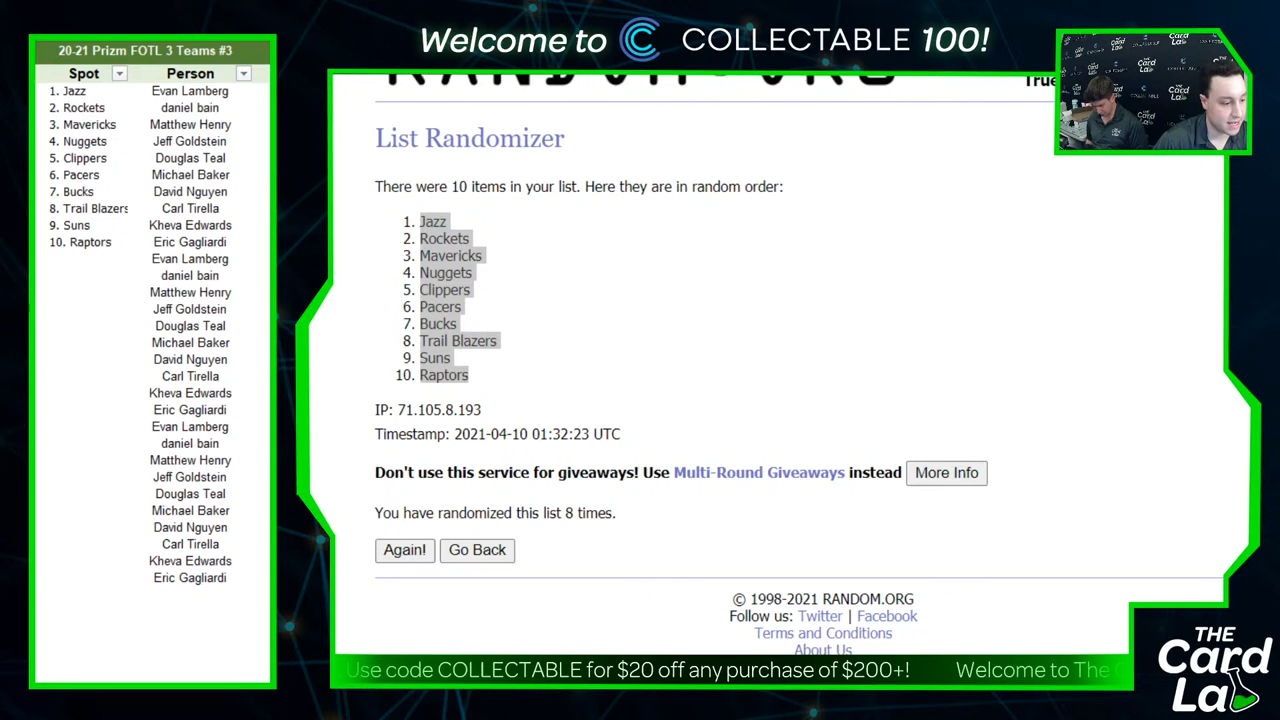 Welcome to COLLECTABLE 100!
20-21 Prizm FOTL 3 Teams #3
Spot Person
1. Jazz Evan Lamberg
2. Rockets daniel bain
3. Mavericks Matthew Henry
4. Nuggets Jeff Goldstein
5. Clippers Douglas Teal
6. Pacers Michael Baker
7. Bucks David Nguyen
8. Trail Blazers Carl Tirella
9. Suns Kheva Edwards
10. Raptors Eric Gagliardi
Evan Lamberg
daniel bain
Matthew Henry
Jeff Goldstein
Douglas Teal
Michael Baker
David Nguyen
Carl Tirella
Kheva Edwards
Eric Gagliardi
Evan Lamberg
daniel bain
Matthew Henry
Jeff Goldstein
Douglas Teal
Michael Baker
David Nguyen
Carl Tirella
Kheva Edwards
Eric Gagliardi
RANDOM.ORG
True
List Randomizer
There were 10 items in your list. Here they are in random order:
1. Jazz
2. Rockets
3. Mavericks
4. Nuggets
5. Clippers
6. Pacers
7. Bucks
8. Trail Blazers
9. Suns
10. Raptors
IP: 71.105.8.193
Timestamp: 2021-04-10 01:32:23 UTC
Don't use this service for giveaways! Use Multi-Round Giveaways instead More Info
You have randomized this list 8 times.
Again! Go Back
© 1998-2021 RANDOM.ORG
Follow us: Twitter | Facebook
Terms and Conditions
About Us
Use code COLLECTABLE for $20 off any purchase of $200+! Welcome to The C
THE
Card
Lab